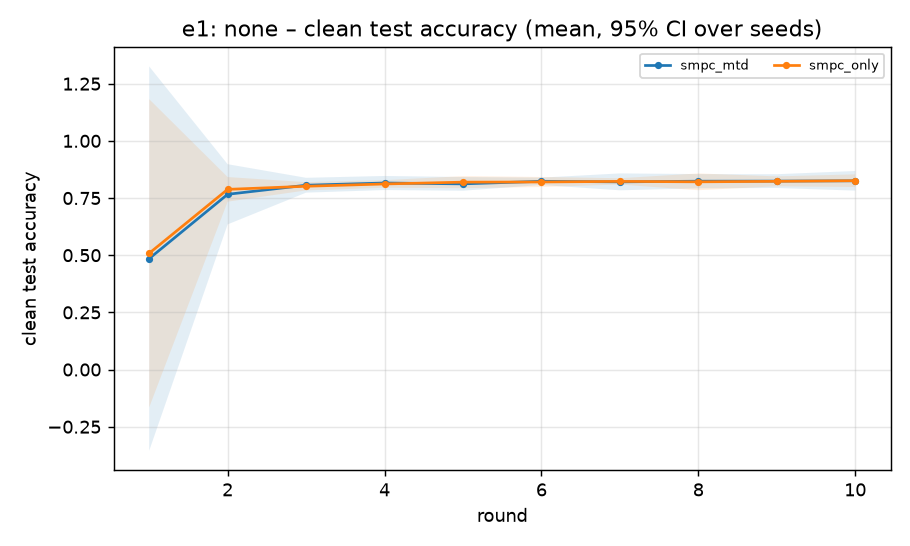 e1: none – clean test accuracy (mean, 95% CI over seeds)
smpc_mtd
smpc_only
clean test accuracy
1.25
1.00
0.75
0.50
0.25
0.00
−0.25
2
4
6
8
10
round